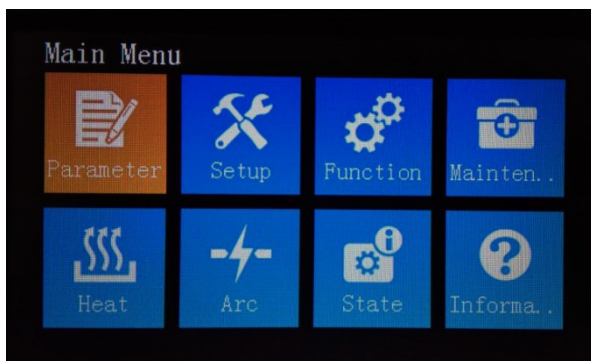 Main Menu
Parameter Setup Function Mainten..
Heat Arc State Informa..